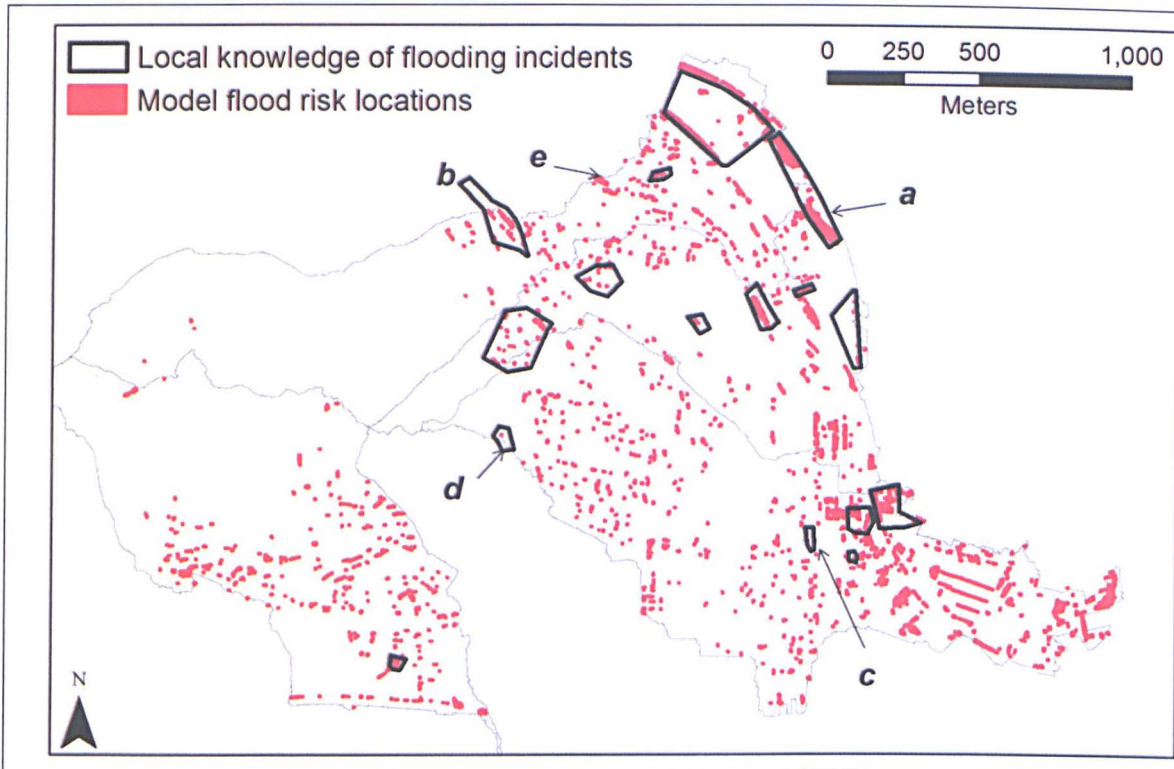 Local knowledge of flooding incidents
Model flood risk locations
0 250 500 1,000
Meters
e
b
a
d
c
N